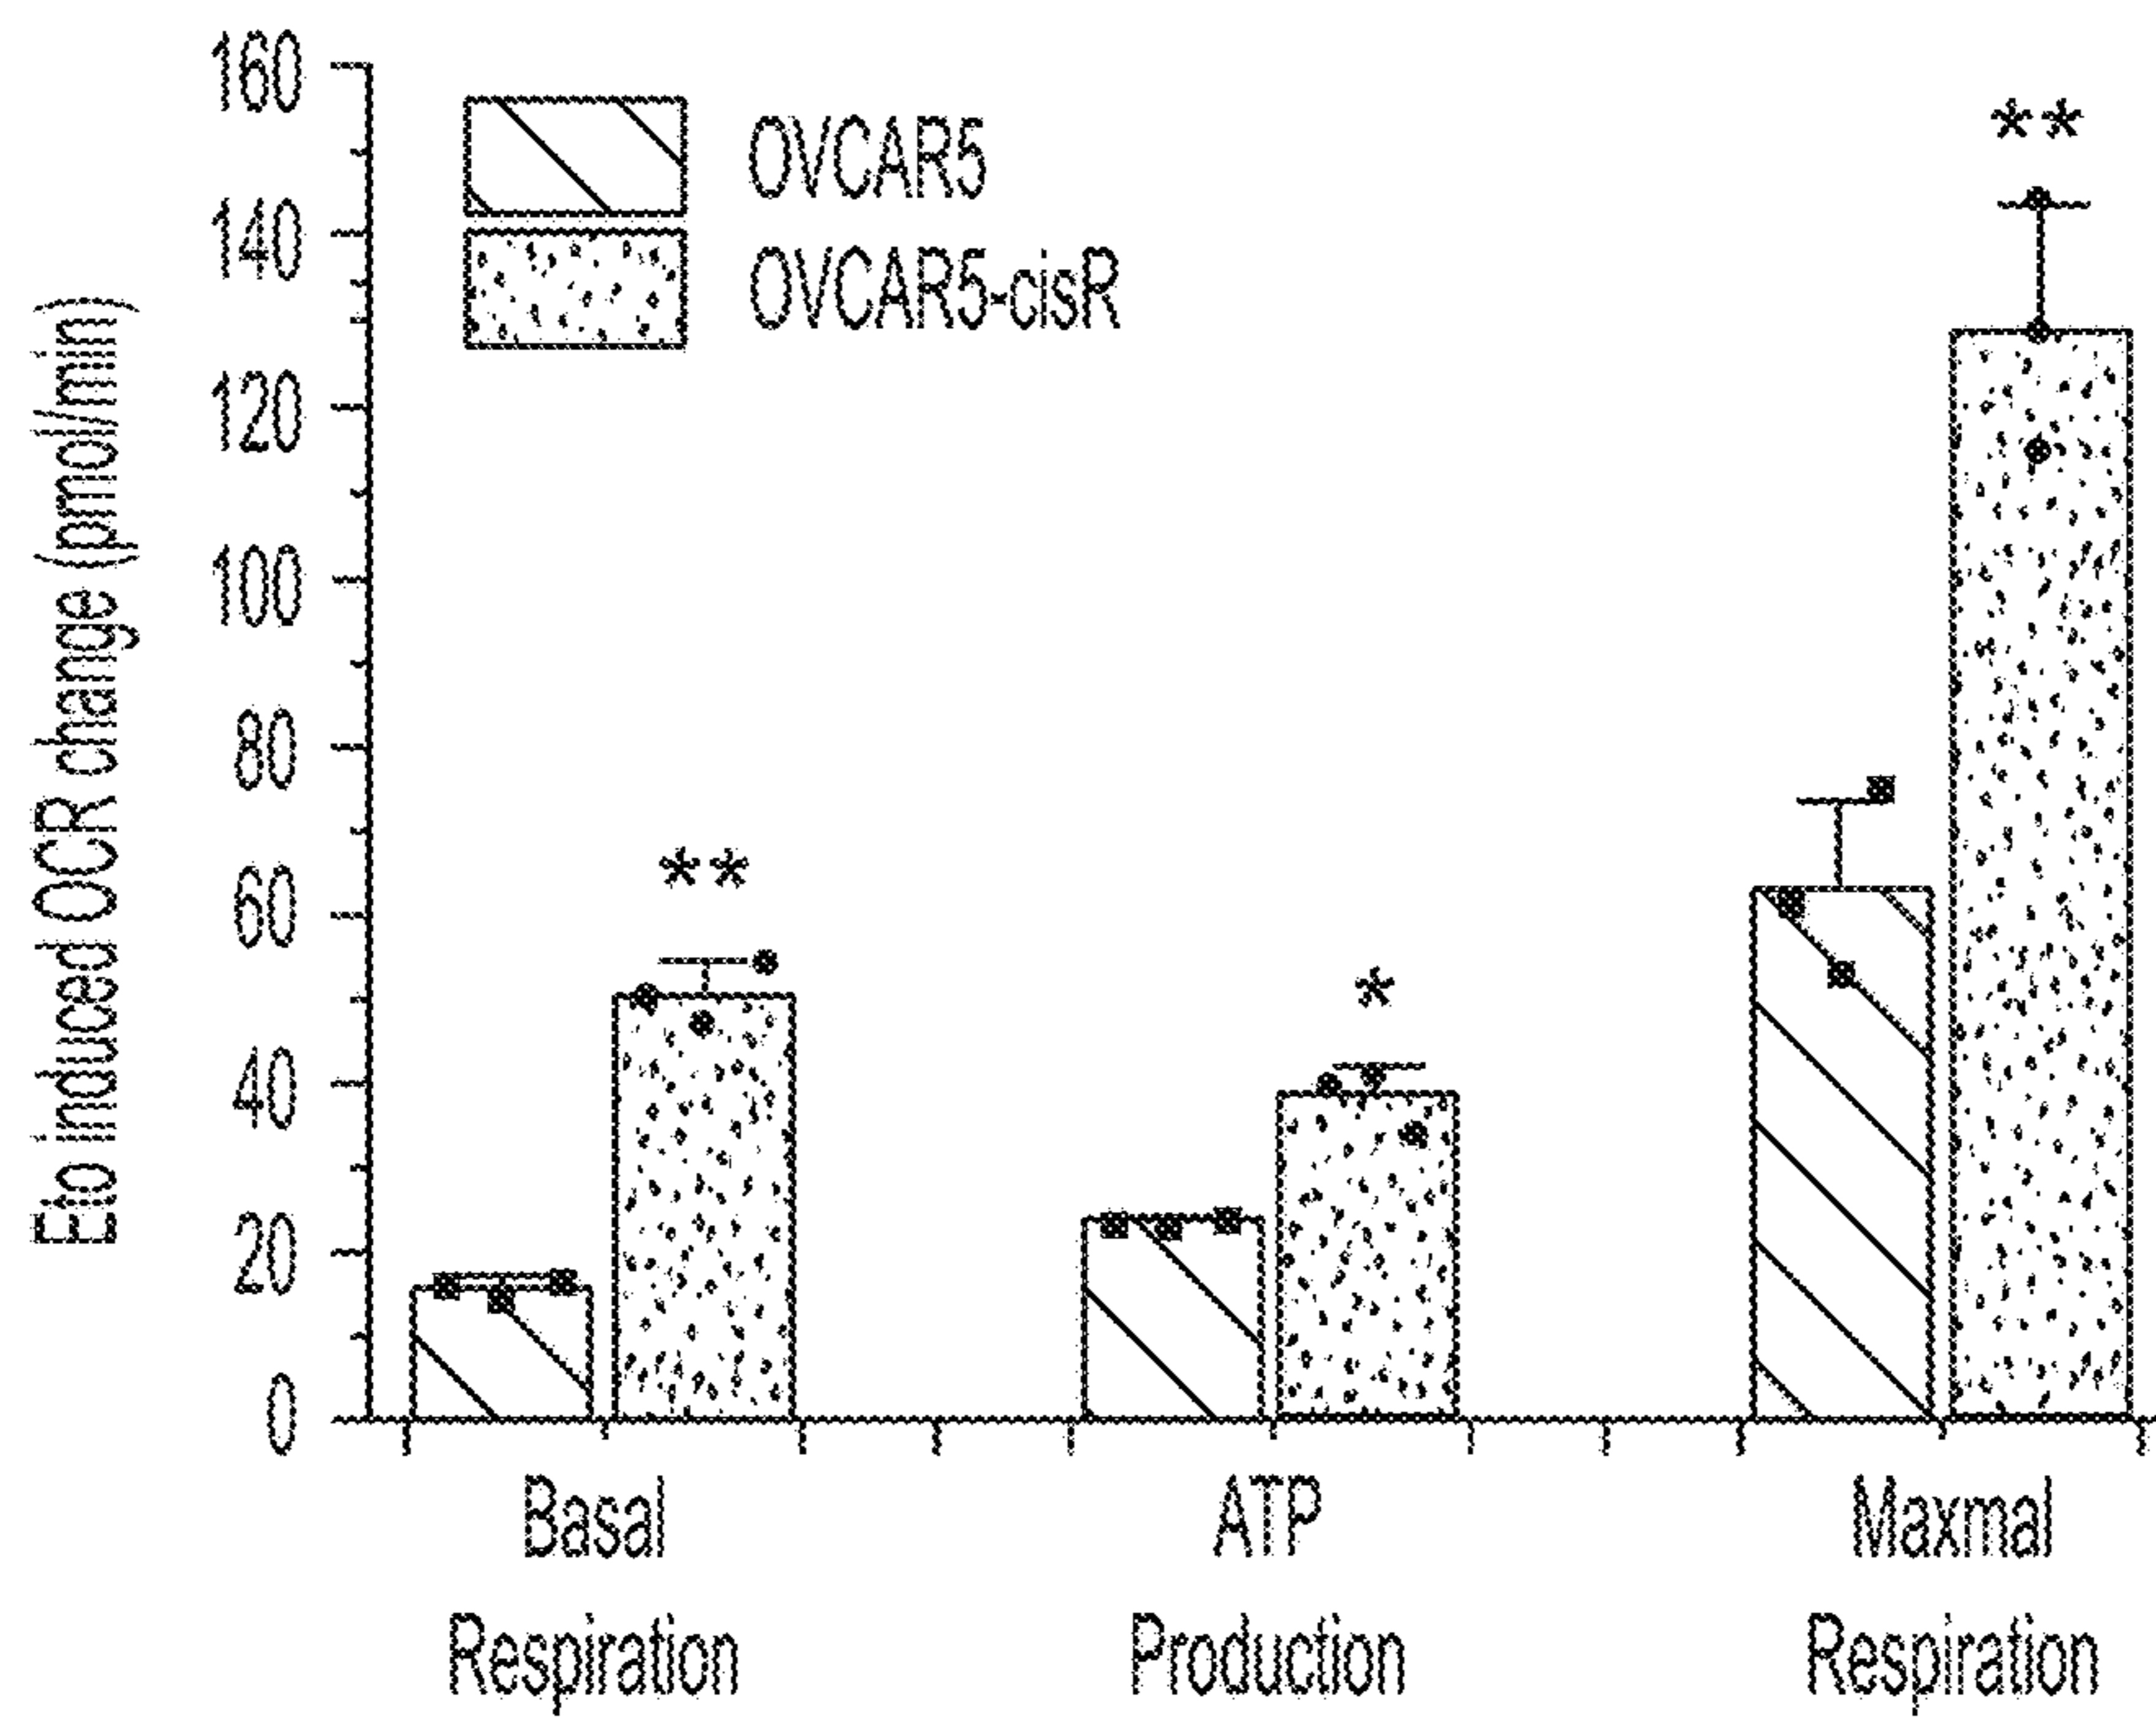 Eto induced OCR change (pmol/min)
160
140
120
100
80
60
40
20
0
OVCAR5
OVCAR5-cisR
**
*
**
Basal
Respiration
ATP
Production
Maxmal
Respiration